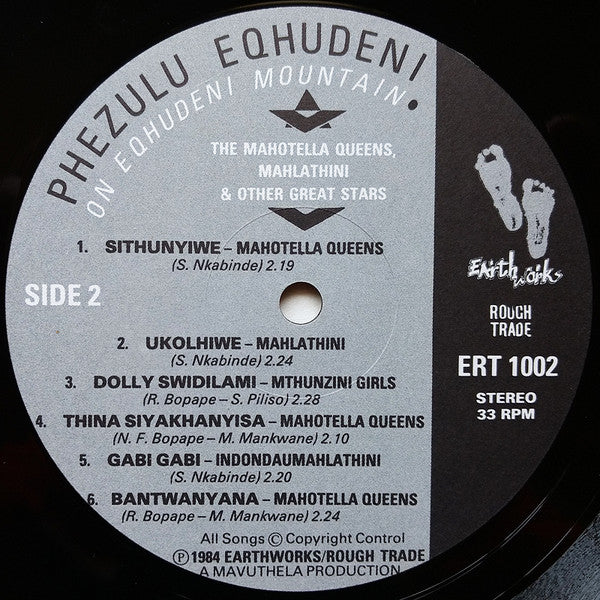 PHEZULU EQHUDENI.
ON EQHUDENI MOUNTAIN.
THE MAHOTELLA QUEENS,
MAHLATHINI
& OTHER GREAT STARS
1. SITHUNYIWE – MAHOTELLA QUEENS
(S. Nkabinde) 2.19
SIDE 2
2. UKOLHIWE – MAHLATHINI
(S. Nkabinde) 2.24
3. DOLLY SWIDILAMI – MTHUNZINI GIRLS
(R. Bopape – S. Piliso) 2.28
4. THINA SIYAKHANYISA – MAHOTELLA QUEENS
(N. F. Bopape – M. Mankwane) 2.10
5. GABI GABI – INDONDAUMAHLATHINI
(S. Nkabinde) 2.20
6. BANTWANYANA – MAHOTELLA QUEENS
(R. Bopape – M. Mankwane) 2.24
All Songs © Copyright Control
℗ 1984 EARTHWORKS/ROUGH TRADE
A MAVUTHELA PRODUCTION
Earthworks
ROUGH
TRADE
ERT 1002
STEREO
33 RPM